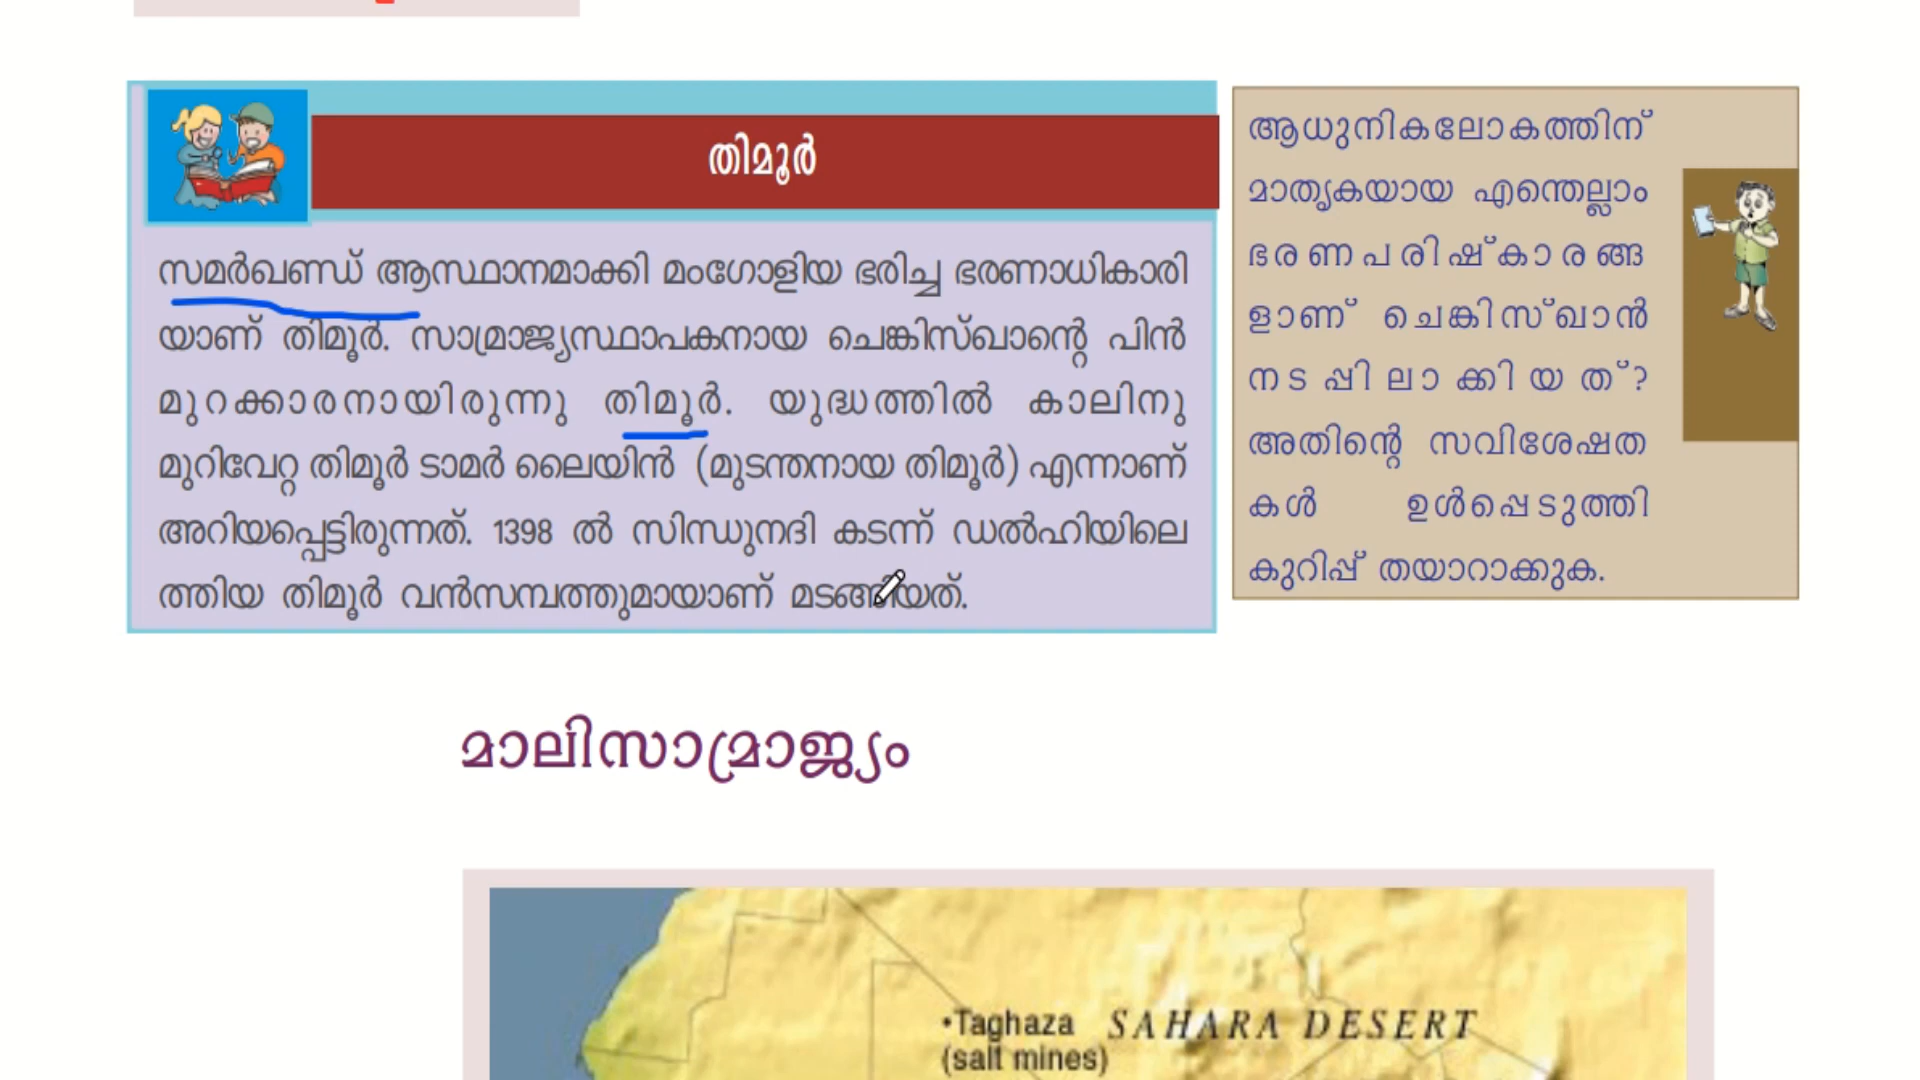 തിമൂർ
സമർഖണ്ഡ് ആസ്ഥാനമാക്കി മംഗോളിയ ഭരിച്ച ഭരണാധികാരി
യാണ് തിമൂർ. സാമ്രാജ്യസ്ഥാപകനായ ചെങ്കിസ്ഖാന്റെ പിൻ
മുറക്കാരനായിരുന്നു തിമൂർ. യുദ്ധത്തിൽ കാലിനു
മുറിവേറ്റ തിമൂർ ടാമർ ലൈയിൻ (മുടന്തനായ തിമൂർ) എന്നാണ്
അറിയപ്പെട്ടിരുന്നത്. 1398 ൽ സിന്ധുനദി കടന്ന് ഡൽഹിയിലെ
ത്തിയ തിമൂർ വൻസമ്പത്തുമായാണ് മടങ്ങിയത്.
ആധുനികലോകത്തിന്
മാതൃകയായ എന്തെല്ലാം
ഭരണപരിഷ്കാരങ്ങ
ളാണ് ചെങ്കിസ്ഖാൻ
നടപ്പിലാക്കിയത്?
അതിന്റെ സവിശേഷത
കൾ ഉൾപ്പെടുത്തി
കുറിപ്പ് തയാറാക്കുക.
മാലിസാമ്രാജ്യം
•Taghaza SAHARA DESERT
(salt mines)